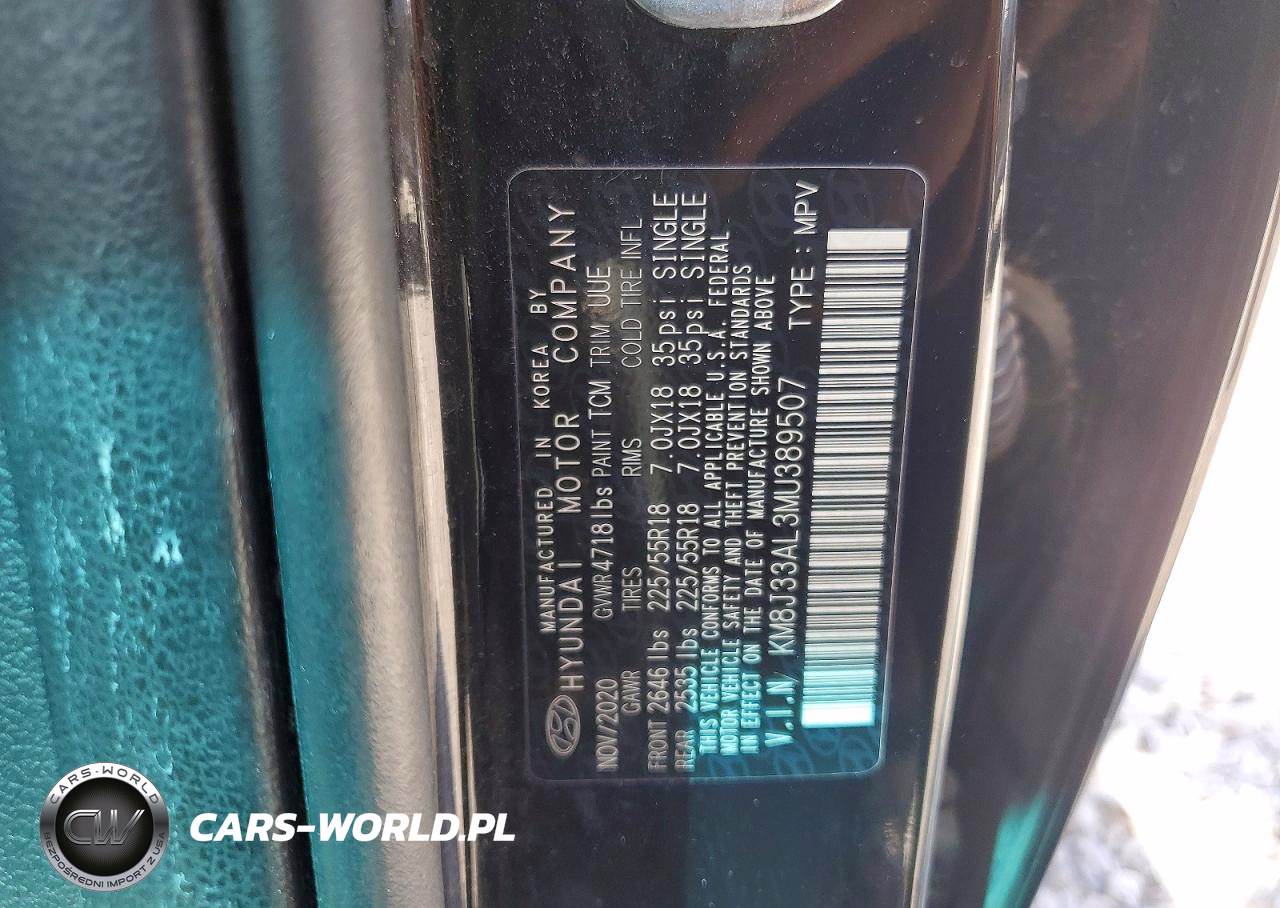 MANUFACTURED IN KOREA BY
HYUNDAI MOTOR COMPANY
NOV/2020 GVWR 4718 lbs PAINT TCM TRIM UUE
GAWR TIRES RIMS COLD TIRE INFL
FRONT 2646 lbs 225/55R18 7.0JX18 35psi SINGLE
REAR 2535 lbs 225/55R18 7.0JX18 35psi SINGLE
THIS VEHICLE CONFORMS TO ALL APPLICABLE U.S.A. FEDERAL
MOTOR VEHICLE SAFETY AND THEFT PREVENTION STANDARDS
IN EFFECT ON THE DATE OF MANUFACTURE SHOWN ABOVE
V.I.N/ KM8J33AL3MU389507 TYPE : MPV
CARS-WORLD
CW
BEZPOŚREDNI IMPORT Z USA
CARS-WORLD.PL